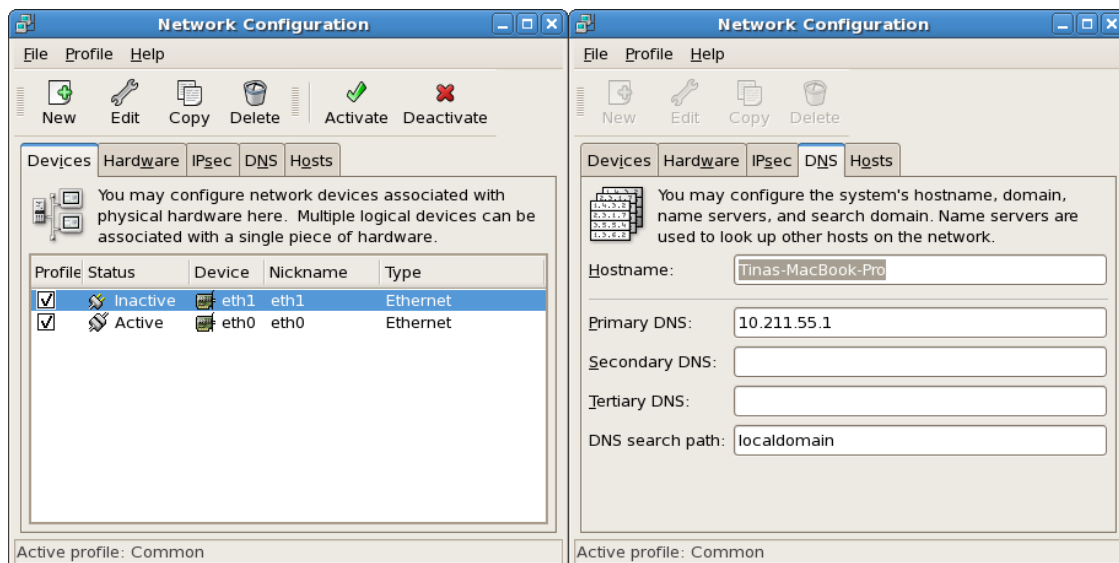 Network Configuration
File Profile Help
New Edit Copy Delete Activate Deactivate
Devices Hardware IPsec DNS Hosts
You may configure network devices associated with
physical hardware here.  Multiple logical devices can be
associated with a single piece of hardware.
Profile Status Device Nickname Type
Inactive eth1 eth1 Ethernet
Active eth0 eth0 Ethernet
Active profile: Common
Network Configuration
File Profile Help
New Edit Copy Delete
Devices Hardware IPsec DNS Hosts
You may configure the system's hostname, domain,
name servers, and search domain. Name servers are
used to look up other hosts on the network.
Hostname: Tinas-MacBook-Pro
Primary DNS: 10.211.55.1
Secondary DNS:
Tertiary DNS:
DNS search path: localdomain
Active profile: Common